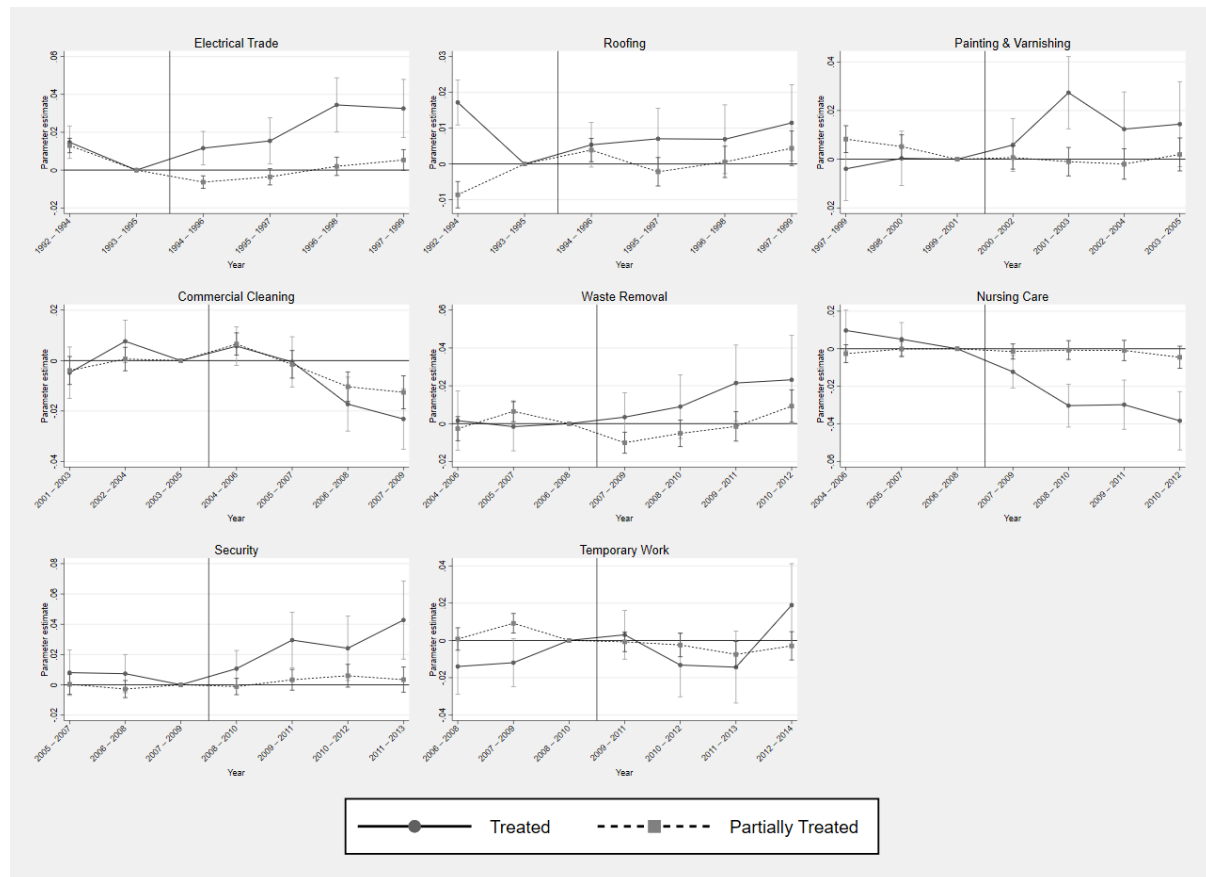 Electrical Trade
Parameter estimate
-.02 0 .02 .04 .06
1992 – 1994 1993 – 1995 1994 – 1996 1995 – 1997 1996 – 1998 1997 – 1999
Year
Roofing
Parameter estimate
-.01 0 .01 .02 .03
1992 – 1994 1993 – 1995 1994 – 1996 1995 – 1997 1996 – 1998 1997 – 1999
Year
Painting & Varnishing
Parameter estimate
-.02 0 .02 .04
1997 – 1999 1998 – 2000 1999 – 2001 2000 – 2002 2001 – 2003 2002 – 2004 2003 – 2005
Year
Commercial Cleaning
Parameter estimate
-.04 -.02 0 .02
2001 – 2003 2002 – 2004 2003 – 2005 2004 – 2006 2005 – 2007 2006 – 2008 2007 – 2009
Year
Waste Removal
Parameter estimate
-.02 0 .02 .04 .06
2004 – 2006 2005 – 2007 2006 – 2008 2007 – 2009 2008 – 2010 2009 – 2011 2010 – 2012
Year
Nursing Care
Parameter estimate
-.06 -.04 -.02 0 .02
2004 – 2006 2005 – 2007 2006 – 2008 2007 – 2009 2008 – 2010 2009 – 2011 2010 – 2012
Year
Security
Parameter estimate
-.02 0 .02 .04 .06 .08
2005 – 2007 2006 – 2008 2007 – 2009 2008 – 2010 2009 – 2011 2010 – 2012 2011 – 2013
Year
Temporary Work
Parameter estimate
-.04 -.02 0 .02 .04
2006 – 2008 2007 – 2009 2008 – 2010 2009 – 2011 2010 – 2012 2011 – 2013 2012 – 2014
Year
Treated Partially Treated